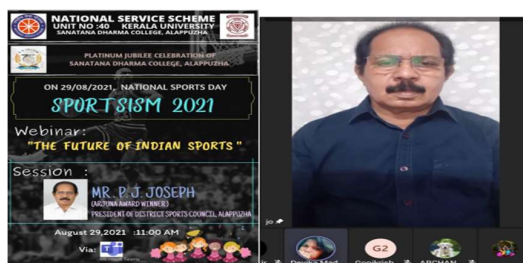 NATIONAL SERVICE SCHEME
UNIT NO :40 KERALA UNIVERSITY
SANATANA DHARMA COLLEGE, ALAPPUZHA
PLATINUM JUBILEE CELEBRATION OF
SANATANA DHARMA COLLEGE, ALAPPUZHA
ON 29/08/2021, NATIONAL SPORTS DAY
SPORTSISM 2021
Webinar:
"THE FUTURE OF INDIAN SPORTS"
Session :
MR. P.J. JOSEPH
(ARJUNA AWARD WINNER)
PRESIDENT OF DISTRICT SPORTS COUNCIL, ALAPPUZHA
August 29,2021 :11:00 AM
Via:
jo
G2